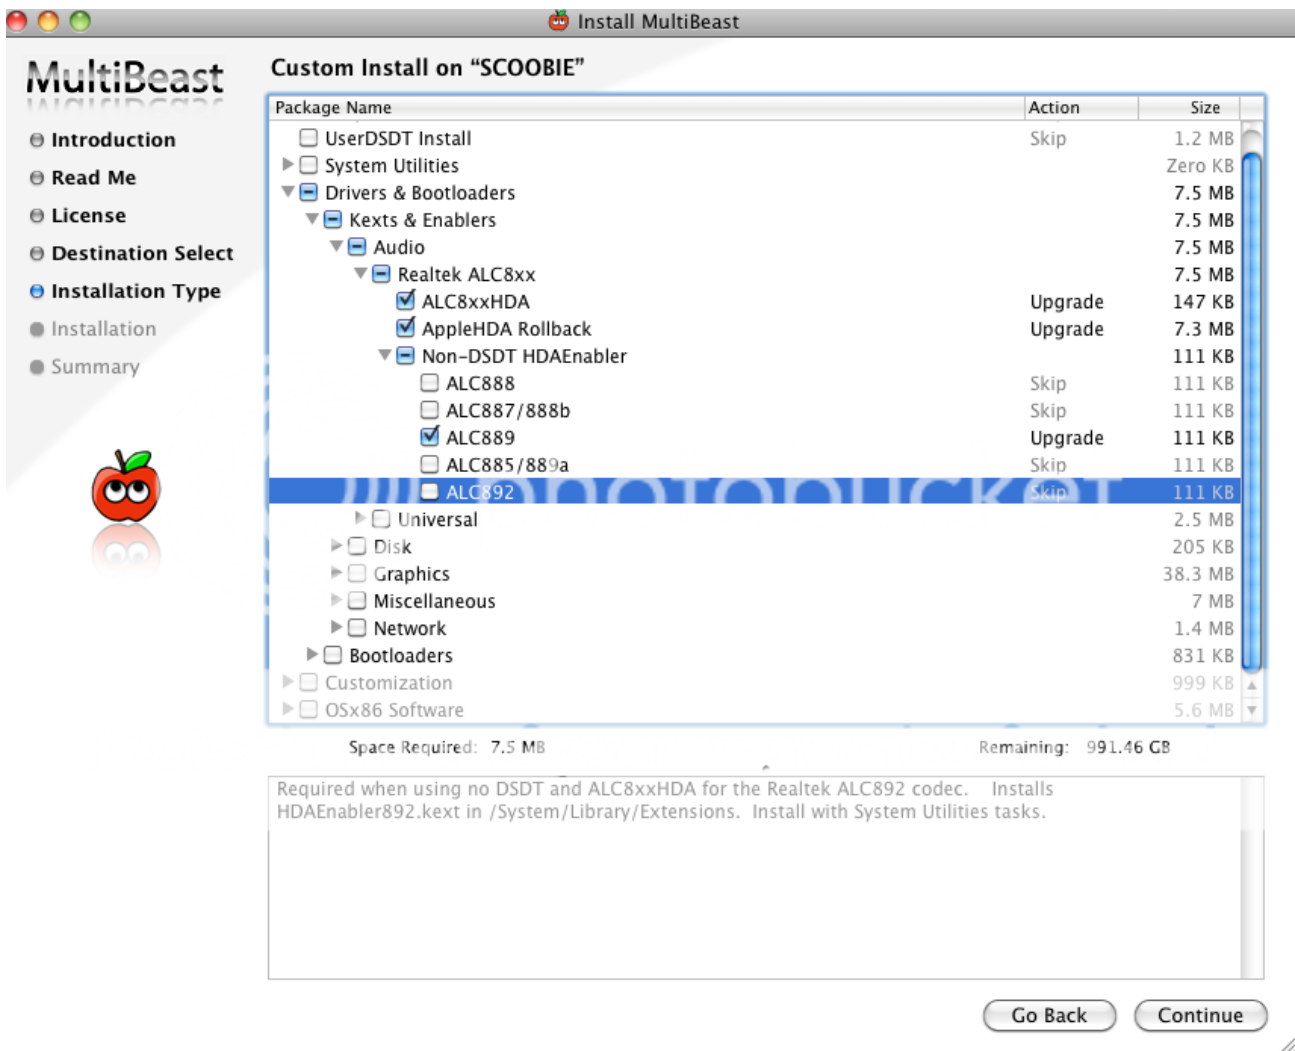 Install MultiBeast
MultiBeast
Introduction
Read Me
License
Destination Select
Installation Type
Installation
Summary
Custom Install on “SCOOBIE”
Package Name Action Size
UserDSDT Install Skip 1.2 MB
System Utilities Zero KB
Drivers & Bootloaders 7.5 MB
Kexts & Enablers 7.5 MB
Audio 7.5 MB
Realtek ALC8xx 7.5 MB
ALC8xxHDA Upgrade 147 KB
AppleHDA Rollback Upgrade 7.3 MB
Non-DSDT HDAEnabler 111 KB
ALC888 Skip 111 KB
ALC887/888b Skip 111 KB
ALC889 Upgrade 111 KB
ALC885/889a Skip 111 KB
ALC892 Skip 111 KB
photobucket
Universal 2.5 MB
Disk 205 KB
Graphics 38.3 MB
Miscellaneous 7 MB
Network 1.4 MB
Bootloaders 831 KB
Customization 999 KB
OSx86 Software 5.6 MB
Space Required: 7.5 MB Remaining: 991.46 GB
Required when using no DSDT and ALC8xxHDA for the Realtek ALC892 codec. Installs
HDAEnabler892.kext in /System/Library/Extensions. Install with System Utilities tasks.
Go Back Continue